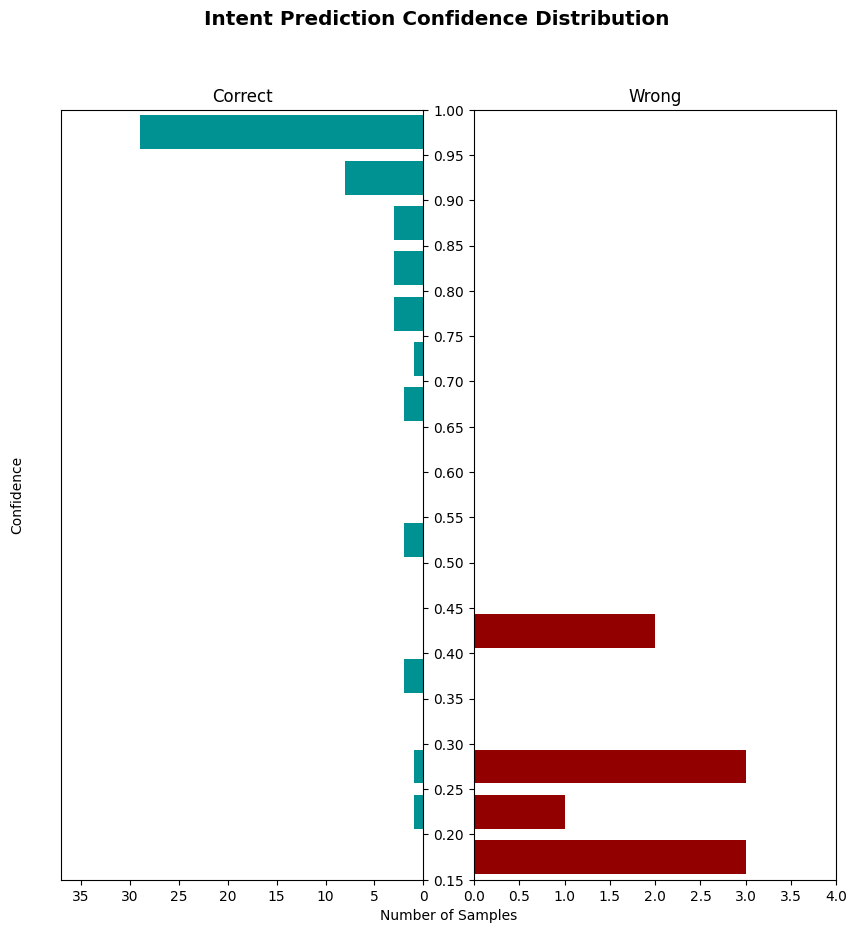 Intent Prediction Confidence Distribution
Correct
Wrong
1.00
0.95
0.90
0.85
0.80
0.75
0.70
0.65
0.60
0.55
0.50
0.45
0.40
0.35
0.30
0.25
0.20
0.15
Confidence
35 30 25 20 15 10 5 0
0.0 0.5 1.0 1.5 2.0 2.5 3.0 3.5 4.0
Number of Samples